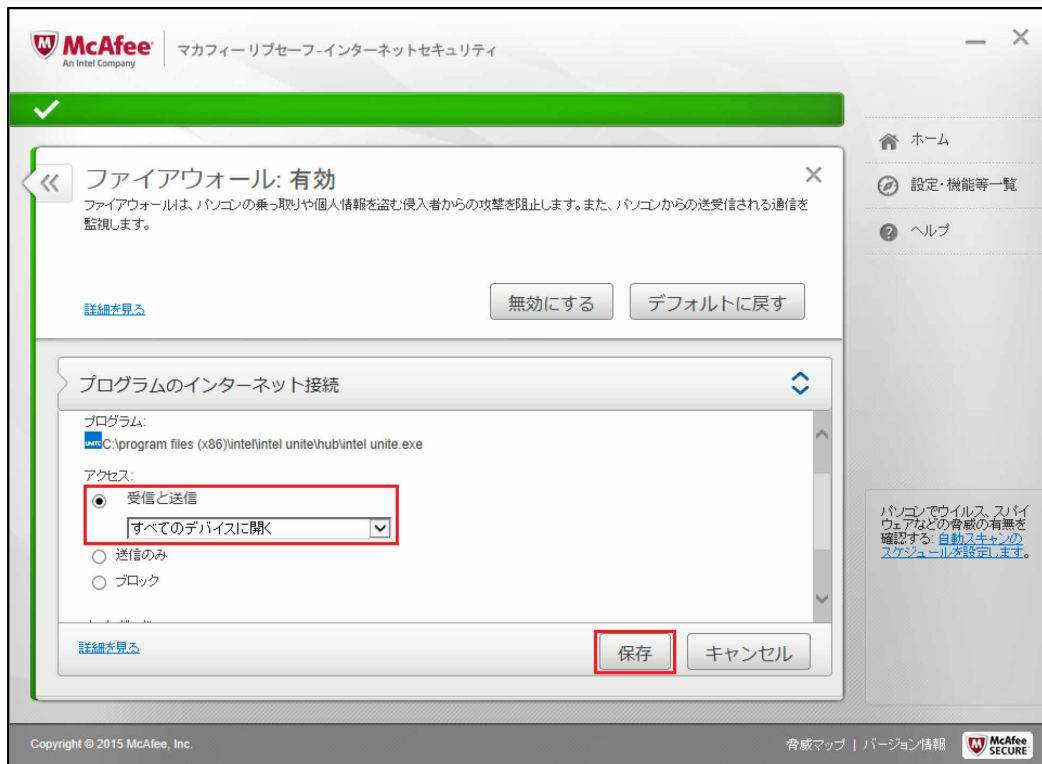 McAfee
An Intel Company
マカフィーリブセーフ-インターネットセキュリティ
ホーム
設定・機能等一覧
ヘルプ
ファイアウォール: 有効
ファイアウォールは、パソコンの乗っ取りや個人情報を盗む侵入者からの攻撃を阻止します。また、パソコンからの送受信される通信を
監視します。
詳細を見る
無効にする
デフォルトに戻す
プログラムのインターネット接続
プログラム:
UNITE
C:\program files (x86)\intel\intel unite\hub\intel unite.exe
アクセス:
受信と送信
すべてのデバイスに開く
送信のみ
ブロック
詳細を見る
保存
キャンセル
パソコンでウイルス、スパイ
ウェアなどの脅威の有無を
確認する: 自動スキャンの
スケジュールを設定します。
Copyright © 2015 McAfee, Inc.
脅威マップ | バージョン情報
McAfee
SECURE